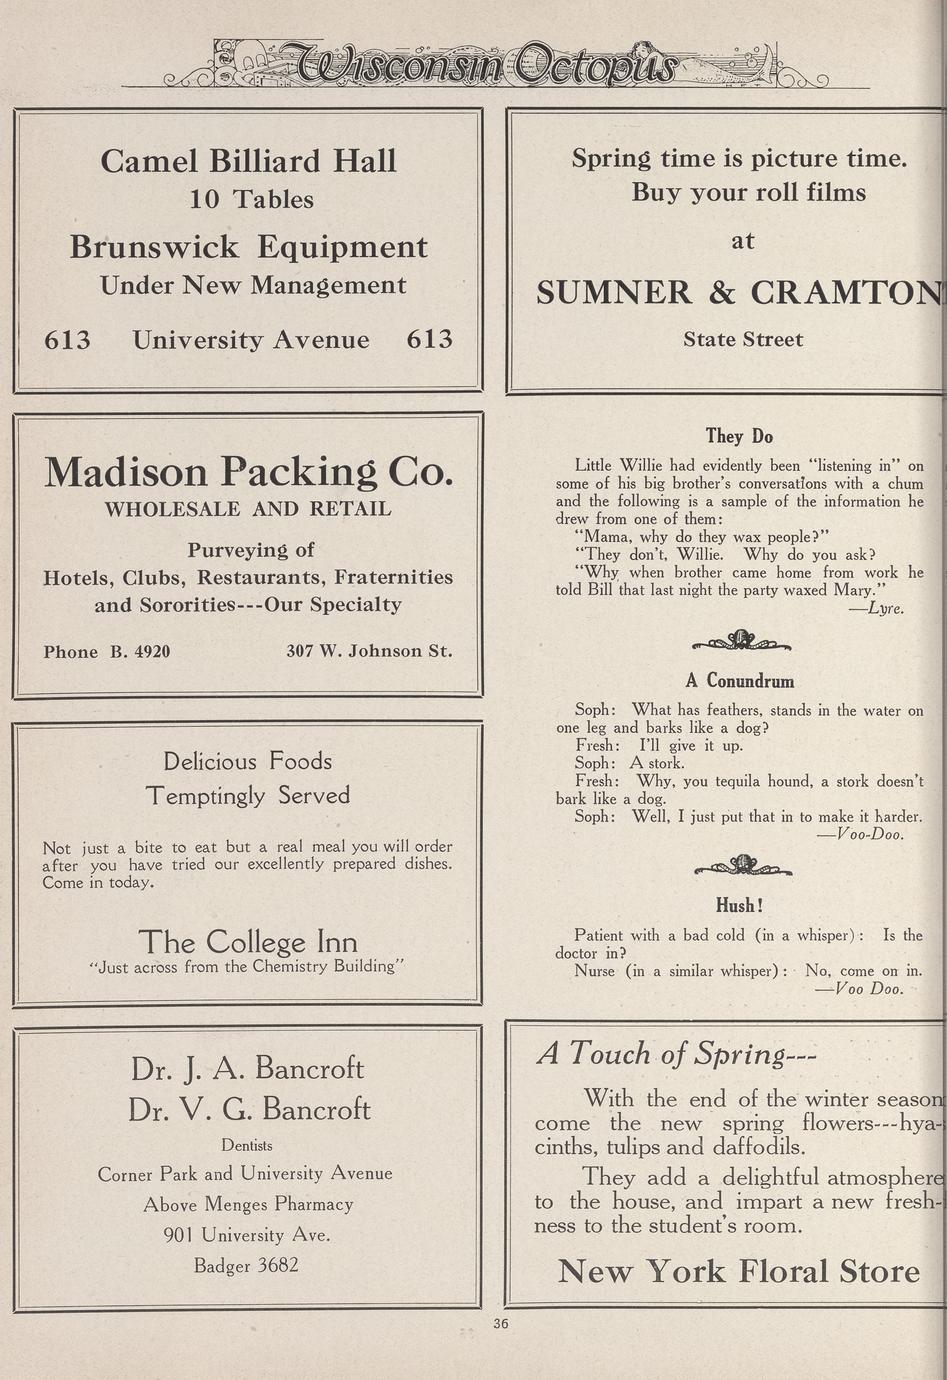 Wisconsin Octopus
Camel Billiard Hall
10 Tables
Brunswick Equipment
Under New Management
613 University Avenue 613
Madison Packing Co.
WHOLESALE AND RETAIL
Purveying of
Hotels, Clubs, Restaurants, Fraternities
and Sororities---Our Specialty
Phone B. 4920 307 W. Johnson St.
Delicious Foods
Temptingly Served
Not just a bite to eat but a real meal you will order
after you have tried our excellently prepared dishes.
Come in today.
The College Inn
"Just across from the Chemistry Building"
Dr. J. A. Bancroft
Dr. V. G. Bancroft
Dentists
Corner Park and University Avenue
Above Menges Pharmacy
901 University Ave.
Badger 3682
Spring time is picture time.
Buy your roll films
at
SUMNER & CRAMTON
State Street
They Do
Little Willie had evidently been "listening in" on
some of his big brother's conversations with a chum
and the following is a sample of the information he
drew from one of them:
"Mama, why do they wax people?"
"They don't, Willie. Why do you ask?
"Why when brother came home from work he
told Bill that last night the party waxed Mary."
—Lyre.
A Conundrum
Soph: What has feathers, stands in the water on
one leg and barks like a dog?
Fresh: I'll give it up.
Soph: A stork.
Fresh: Why, you tequila hound, a stork doesn't
bark like a dog.
Soph: Well, I just put that in to make it harder.
—Voo-Doo.
Hush!
Patient with a bad cold (in a whisper): Is the
doctor in?
Nurse (in a similar whisper): No, come on in.
—Voo Doo.
A Touch of Spring---
With the end of the winter season
come the new spring flowers---hya-
cinths, tulips and daffodils.
They add a delightful atmosphere
to the house, and impart a new fresh-
ness to the student's room.
New York Floral Store
36